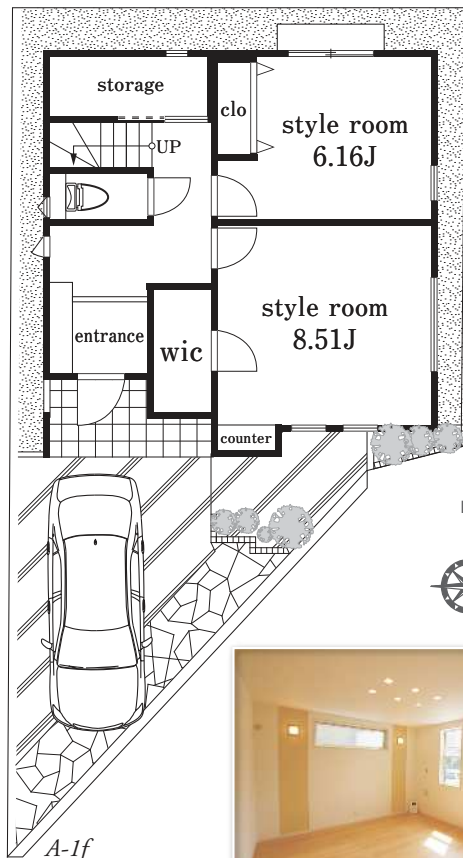 storage
clo
style room
6.16J
UP
style room
8.51J
entrance
wic
counter
A-1f